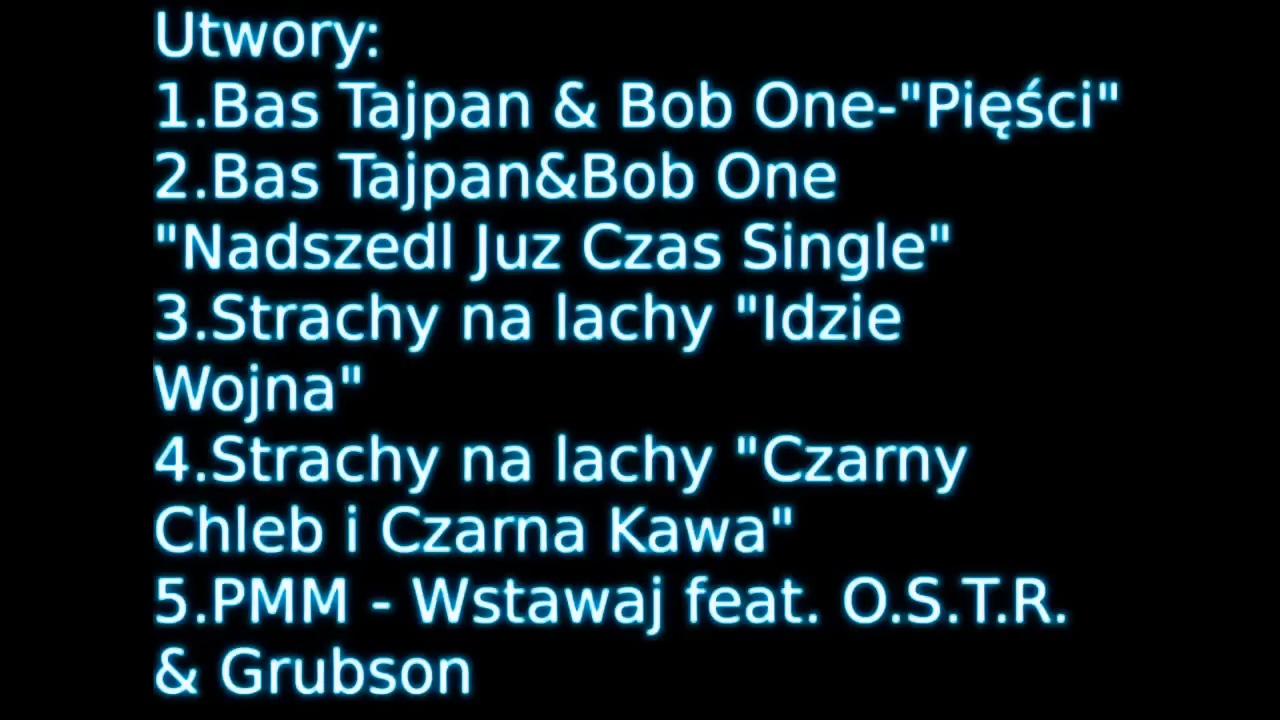 Utwory:
1.Bas Tajpan & Bob One-"Pięści"
2.Bas Tajpan&Bob One
"Nadszedl Juz Czas Single"
3.Strachy na lachy "Idzie
Wojna"
4.Strachy na lachy "Czarny
Chleb i Czarna Kawa"
5.PMM - Wstawaj feat. O.S.T.R.
& Grubson